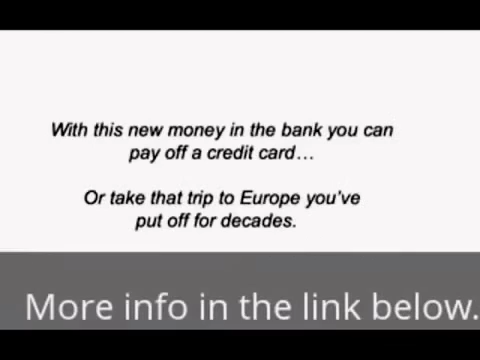 With this new money in the bank you can
pay off a credit card…
Or take that trip to Europe you’ve
put off for decades.
More info in the link below.